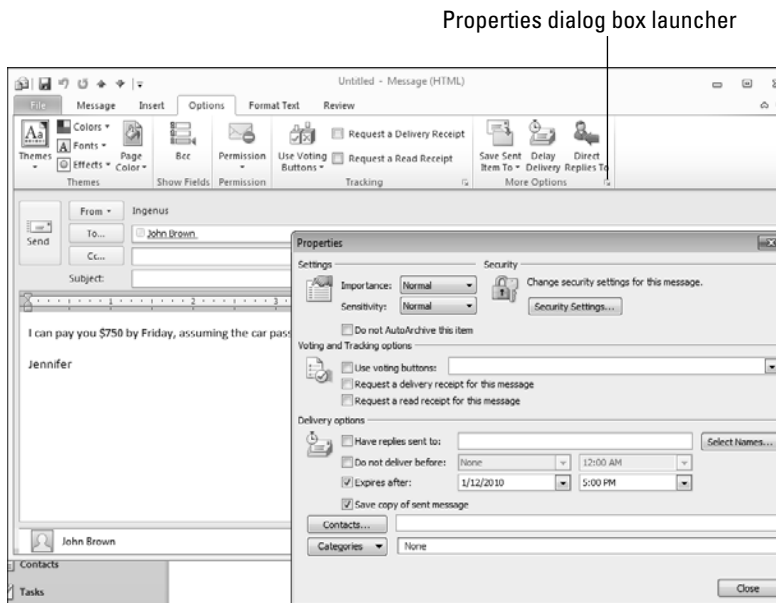 Properties dialog box launcher
Untitled - Message (HTML)
File Message Insert Options Format Text Review
Colors
Fonts
Effects
Themes
Page Color
Themes
Bcc
Show Fields
Permission
Permission
Use Voting Buttons
Request a Delivery Receipt
Request a Read Receipt
Tracking
Save Sent Item To
Delay Delivery
Direct Replies To
More Options
Send
From Ingenus
To... John Brown
Cc...
Subject:
1 2 3
I can pay you $750 by Friday, assuming the car pass
Jennifer
John Brown
Contacts
Tasks
Properties
Settings Security
Importance: Normal
Change security settings for this message.
Sensitivity: Normal
Security Settings...
Do not AutoArchive this item
Voting and Tracking options
Use voting buttons:
Request a delivery receipt for this message
Request a read receipt for this message
Delivery options
Have replies sent to: Select Names...
Do not deliver before: None 12:00 AM
Expires after: 1/12/2010 5:00 PM
Save copy of sent message
Contacts...
Categories None
Close